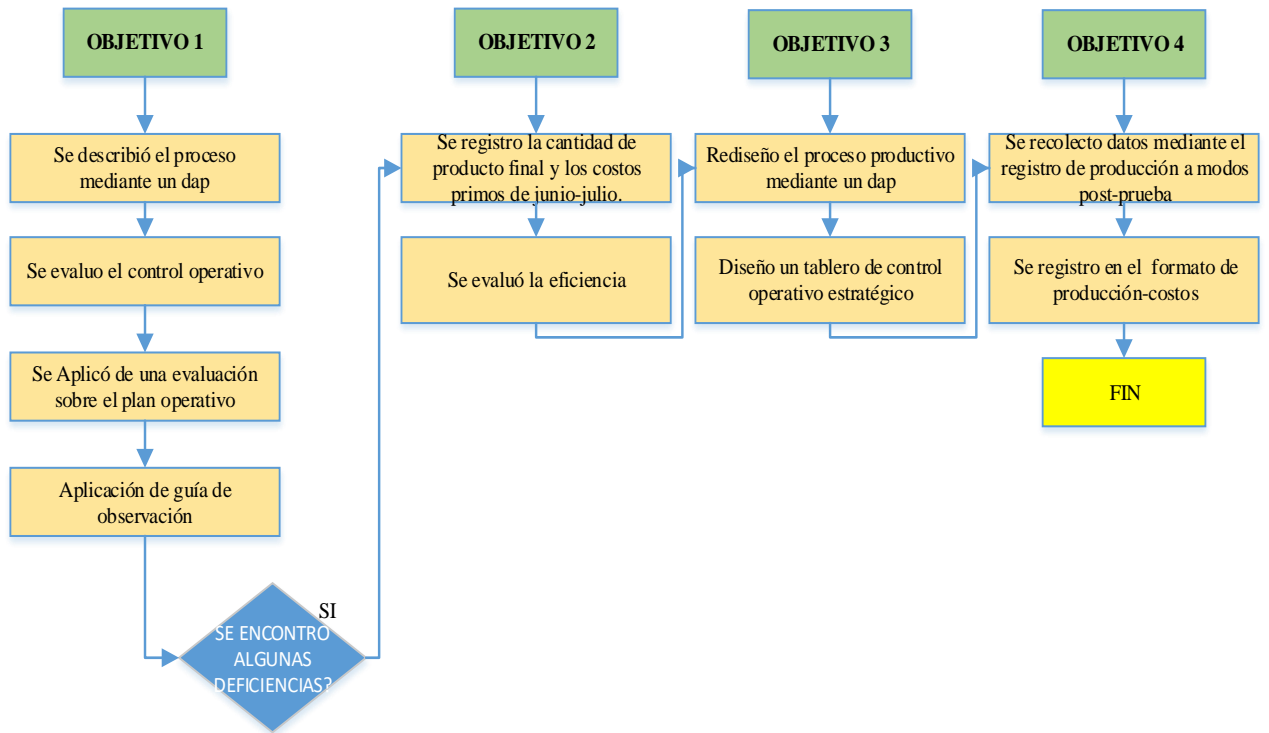 OBJETIVO 1
Se describió el proceso
mediante un dap
Se evaluo el control operativo
Se Aplicó de una evaluación
sobre el plan operativo
Aplicación de guía de
observación
SE ENCONTRO
ALGUNAS
DEFICIENCIAS?
SI
OBJETIVO 2
Se registro la cantidad de
producto final y los costos
primos de junio-julio.
Se evaluó la eficiencia
OBJETIVO 3
Rediseño el proceso productivo
mediante un dap
Diseño un tablero de control
operativo estratégico
OBJETIVO 4
Se recolecto datos mediante el
registro de producción a modos
post-prueba
Se registro en el formato de
producción-costos
FIN